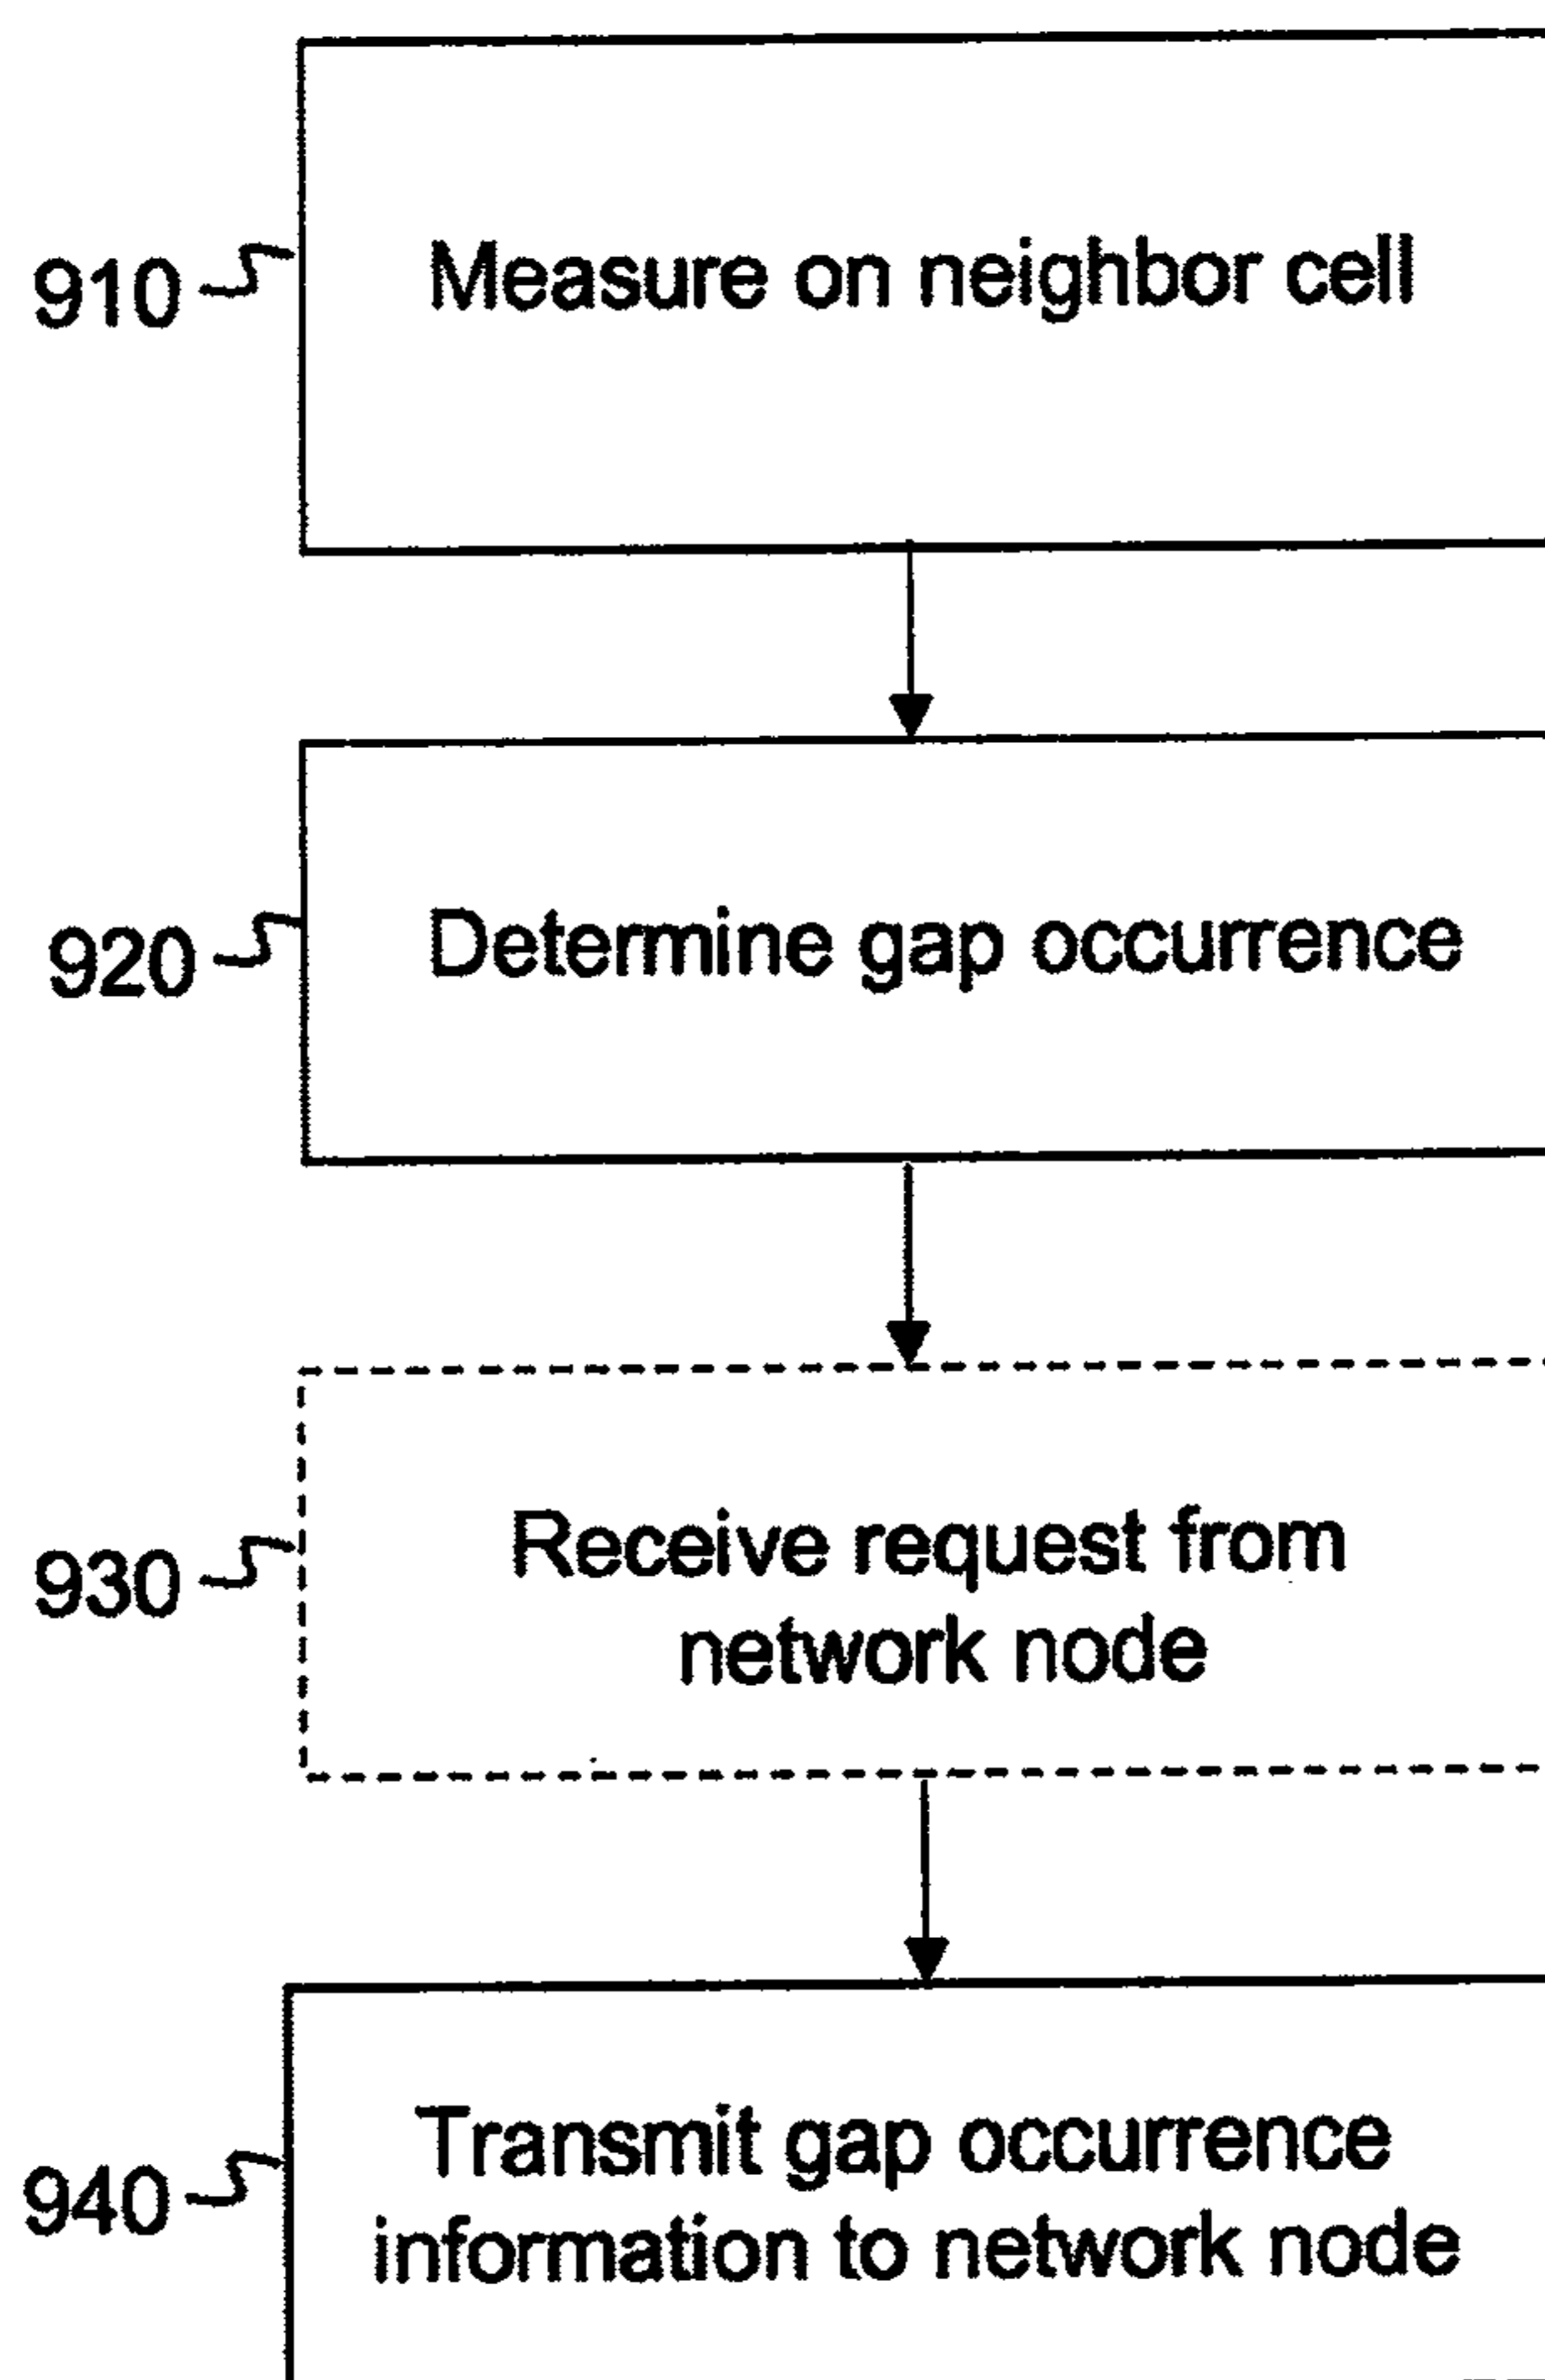 910
Measure on neighbor cell
920
Determine gap occurrence
930
Receive request from
network node
940
Transmit gap occurrence
information to network node